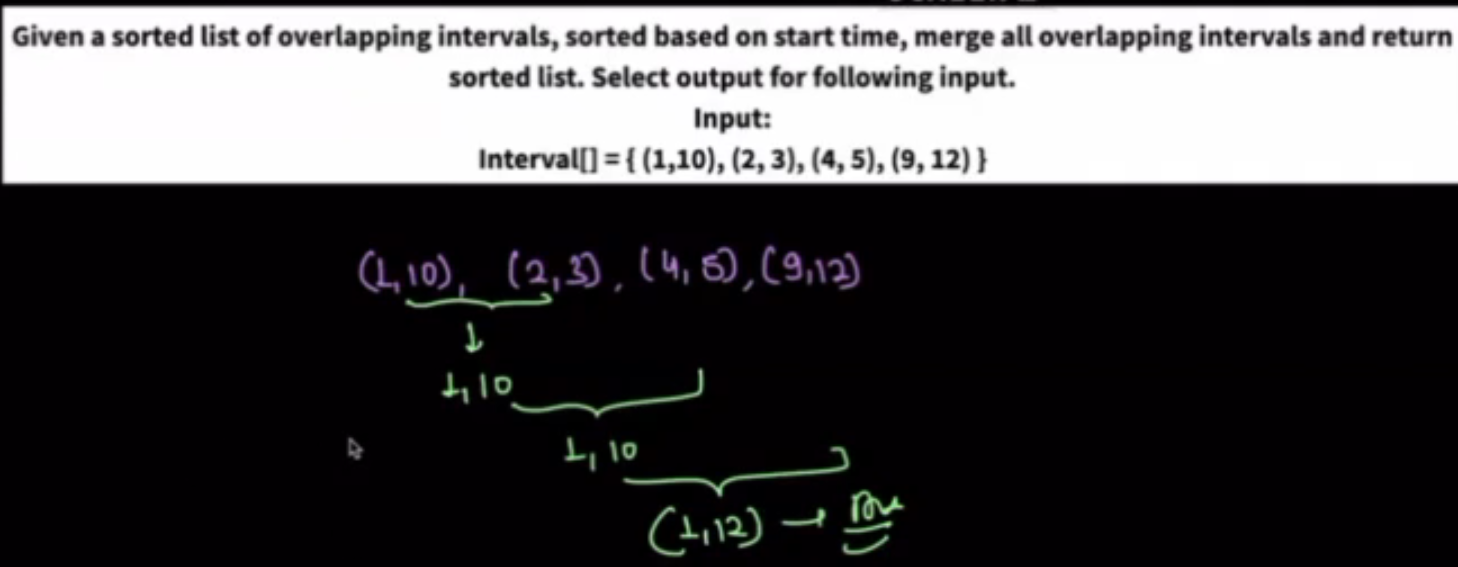 Given a sorted list of overlapping intervals, sorted based on start time, merge all overlapping intervals and return
sorted list. Select output for following input.
Input:
Interval[] = { (1,10), (2, 3), (4, 5), (9, 12) }
(1,10), (2,3), (4,5), (9,12)
1,10
1,10
(1,12) →